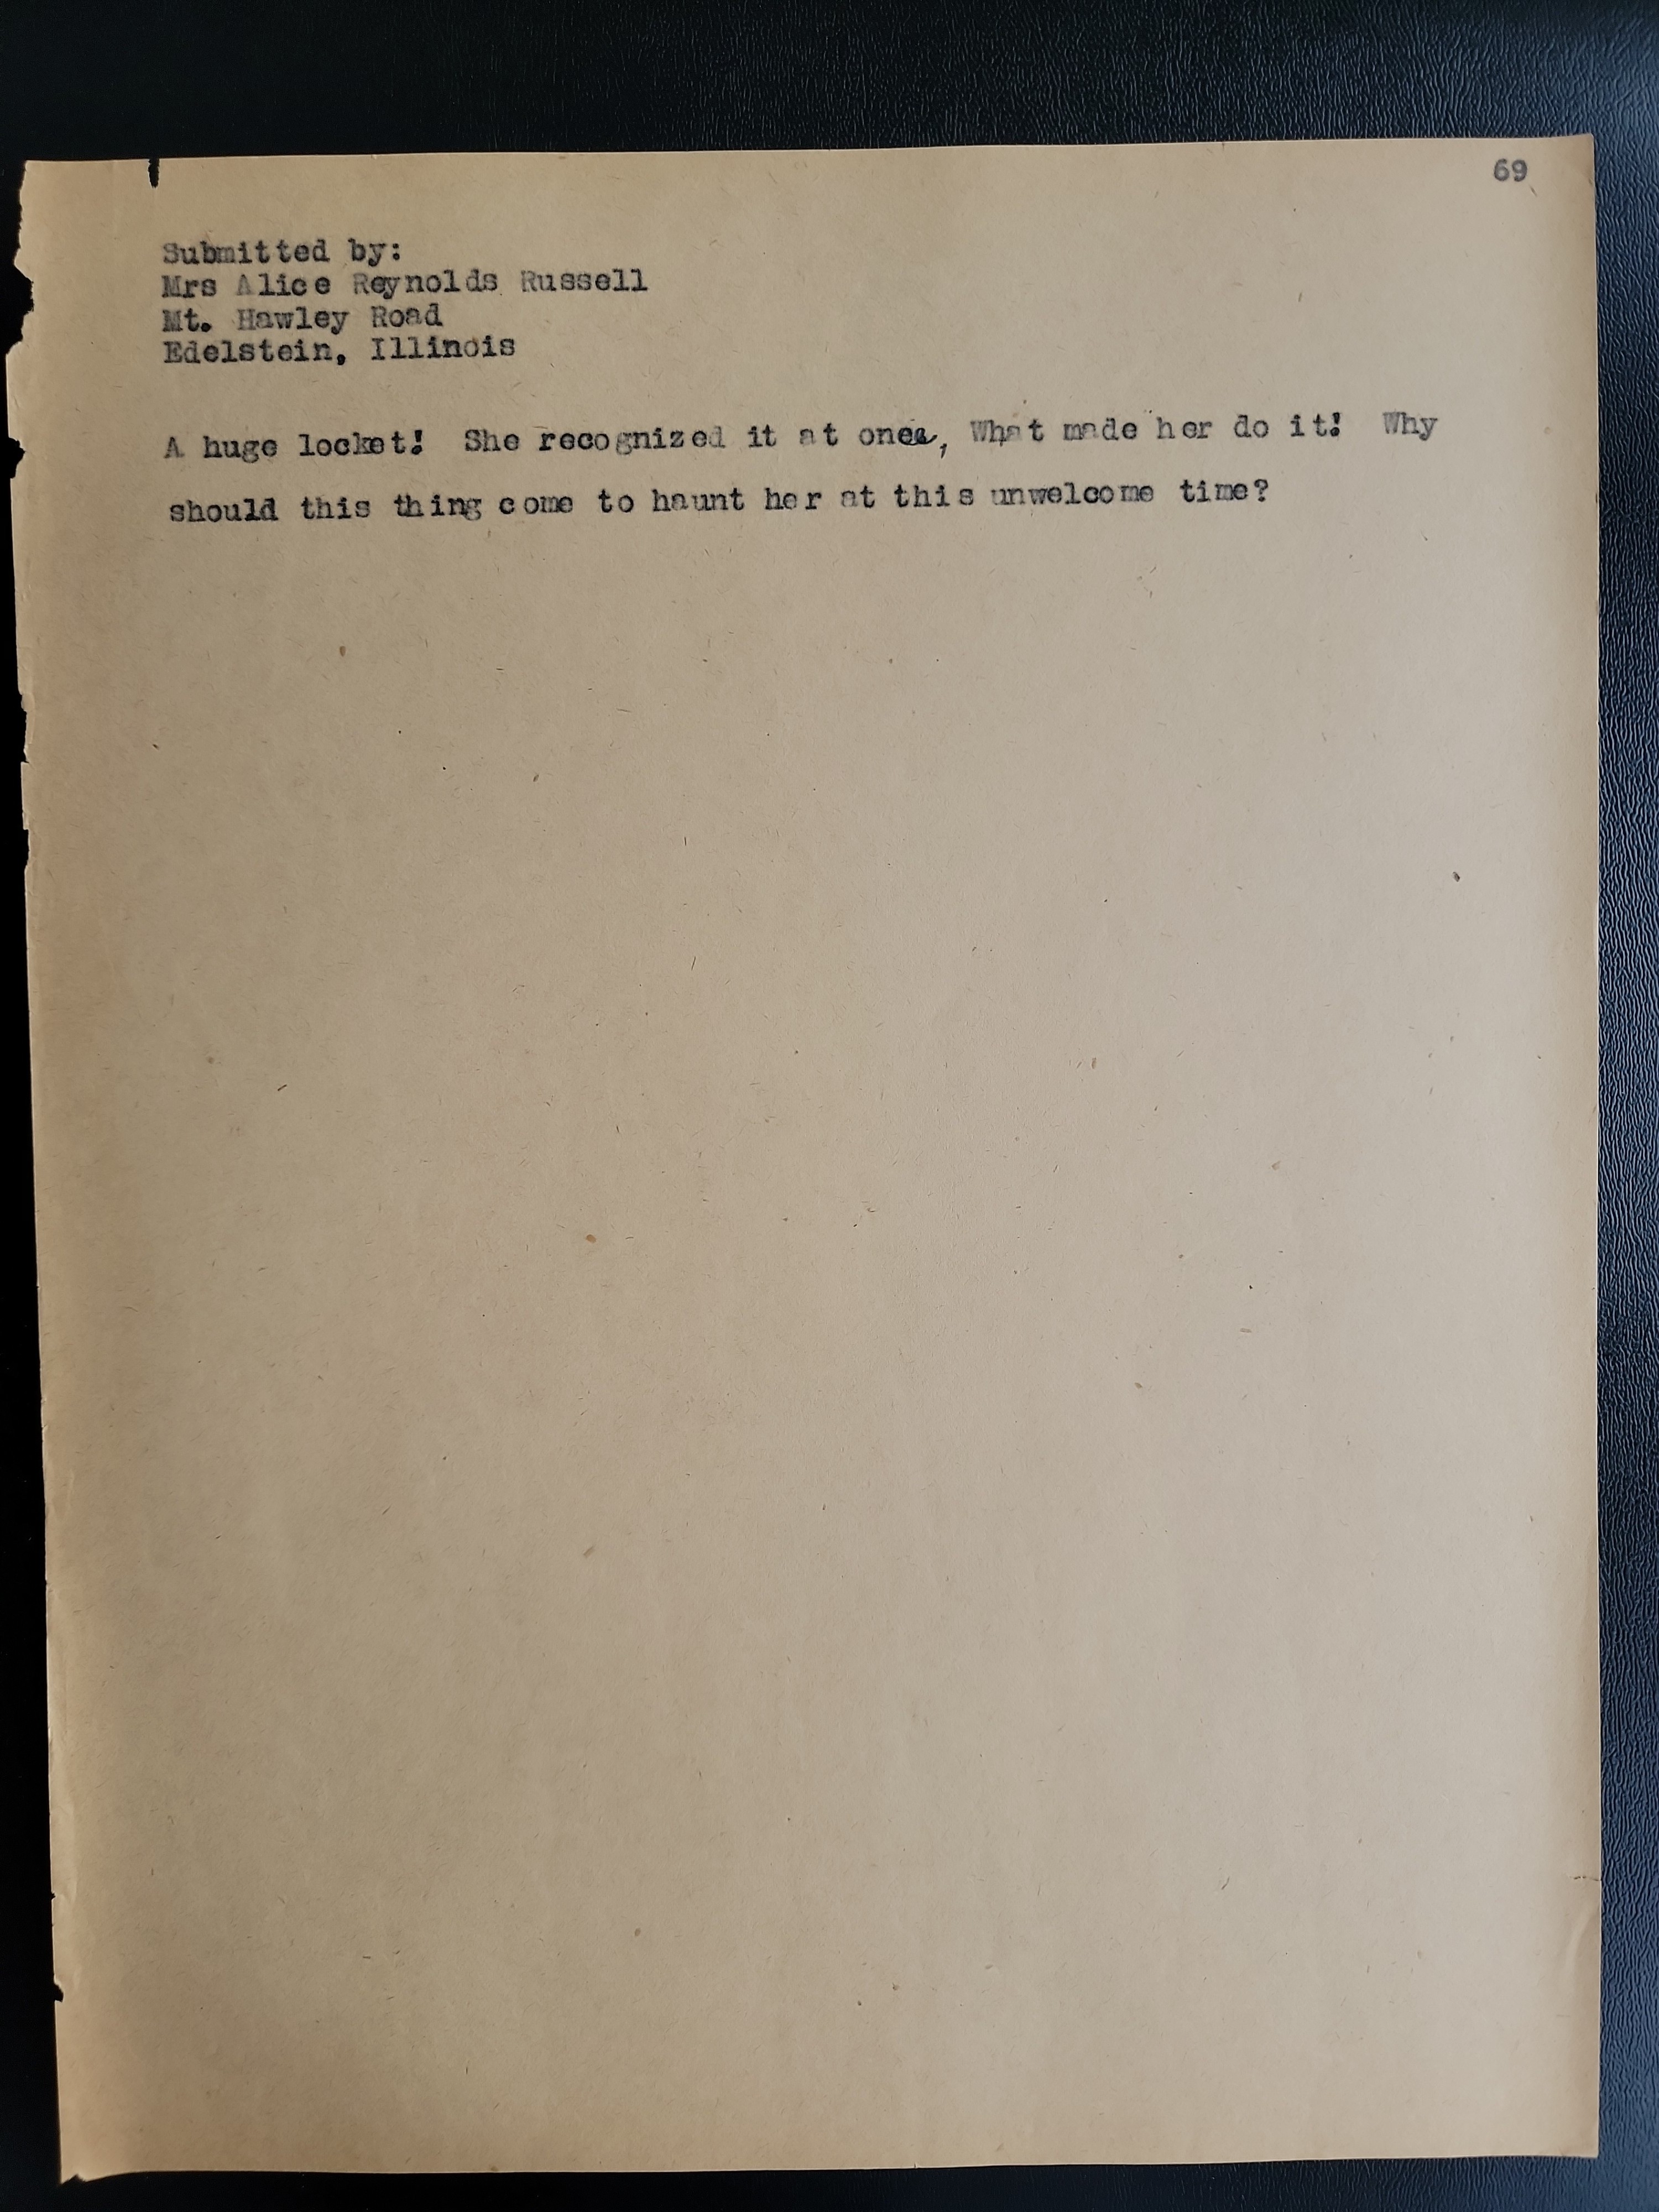 69
Submitted by:
Mrs Alice Reynolds Russell
Mt. Hawley Road
Edelstein, Illinois
A huge locket! She recognized it at once, What made her do it! Why
should this thing come to haunt her at this unwelcome time?